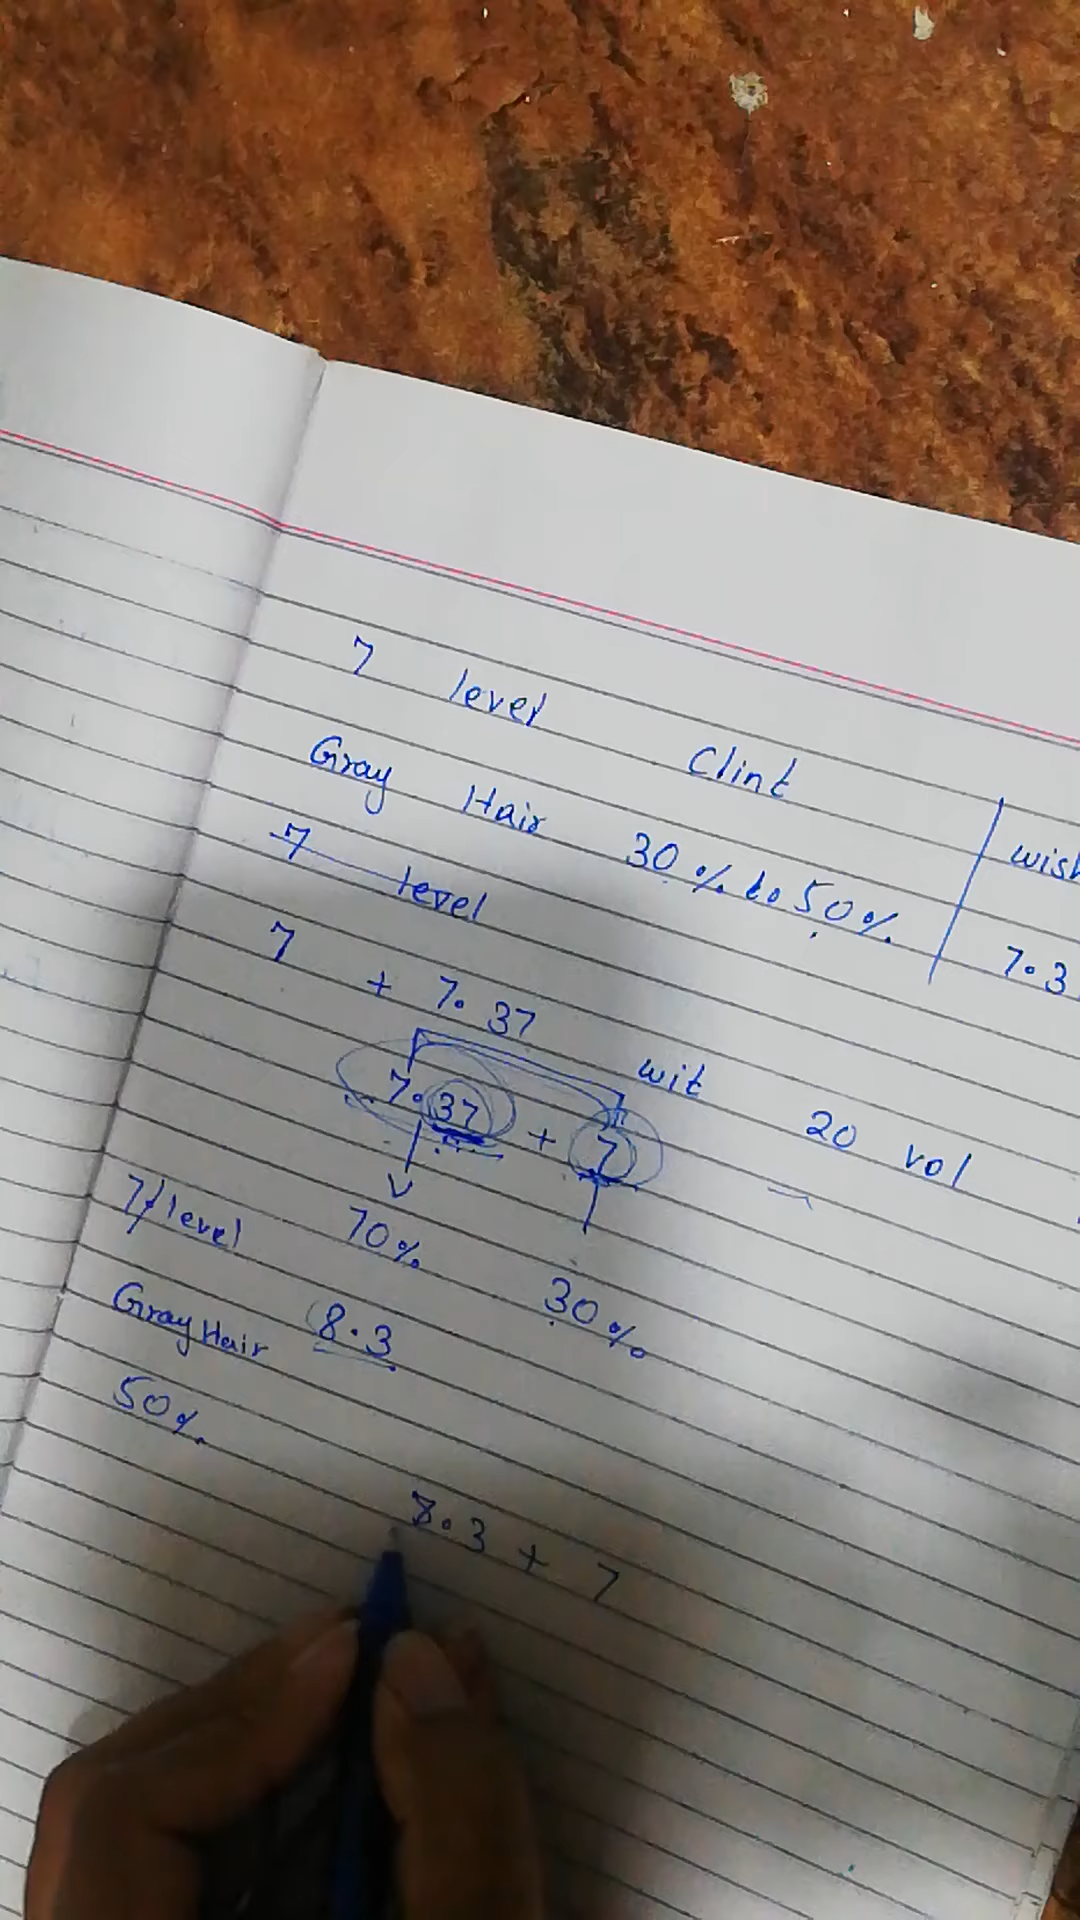 7 level Clint
Gray Hair 30% to 50%
wish
7 level
7.3
7 + 7.37 wit 20 vol
7.37 + 7
70% 30%
7 level
Gray Hair 8.3
50%
8.3 + 7